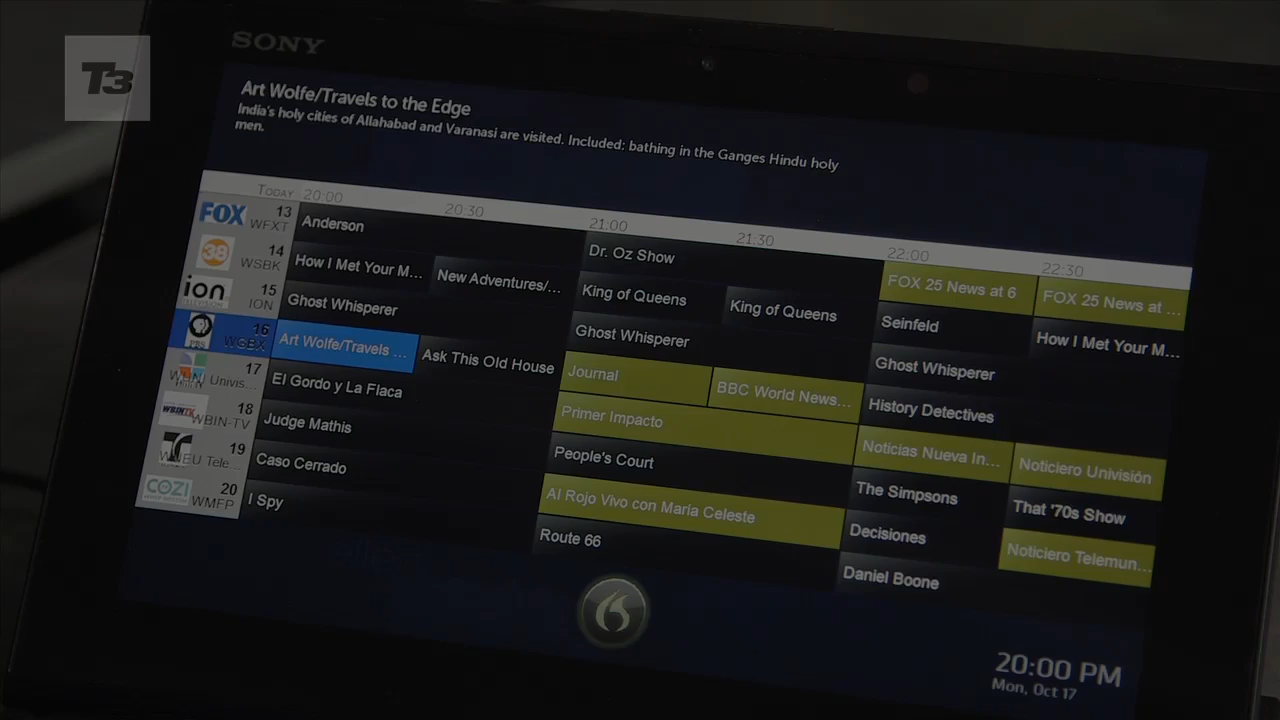 T3
SONY
Art Wolfe/Travels to the Edge
India's holy cities of Allahabad and Varanasi are visited. Included: bathing in the Ganges Hindu holy
men.
TODAY 20:00 20:30 21:00 21:30 22:00 22:30
FOX 13 WFXT Anderson Dr. Oz Show FOX 25 News at 6 FOX 25 News at ...
38 14 WSBK How I Met Your M... New Adventures/... King of Queens King of Queens Seinfeld How I Met Your M...
ion TELEVISION 15 ION Ghost Whisperer Ghost Whisperer Ghost Whisperer
PBS 16 WGBX Art Wolfe/Travels ... Ask This Old House Journal BBC World News... History Detectives
17 Univis... El Gordo y La Flaca Primer Impacto Noticias Nueva In... Noticiero Univisión
WBIN 18 WBIN-TV Judge Mathis People's Court The Simpsons That '70s Show
19 WNEU Tele... Caso Cerrado Al Rojo Vivo con María Celeste Decisiones Noticiero Telemun...
COZI 20 WMFP I Spy Route 66 Daniel Boone
20:00 PM
Mon, Oct 17